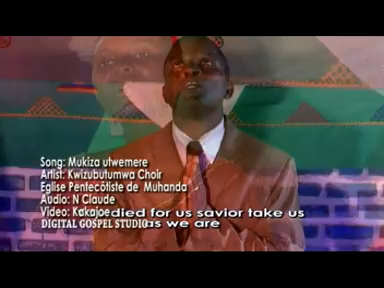 Song: Mukiza utwemere
Artist: Kwizubutumwa Choir
Eglise Pentecótiste de Muhanda
Audio: N Claude
Video: Kakajoe
died for us savior take us
DIGITAL GOSPEL STUDIO
as we are